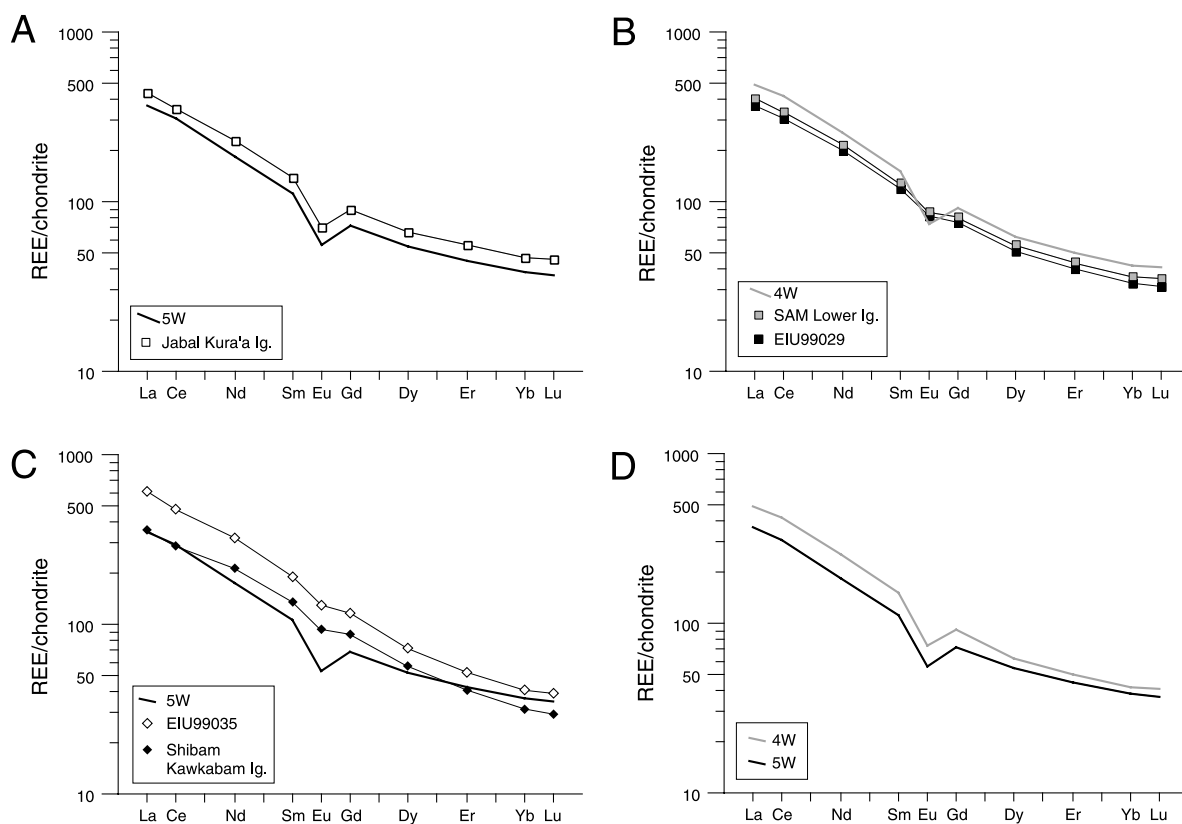 A
1000
500
100
50
10
REE/chondrite
5W
Jabal Kura'a Ig.
La Ce Nd Sm Eu Gd Dy Er Yb Lu
B
1000
500
100
50
10
REE/chondrite
4W
SAM Lower Ig.
EIU99029
La Ce Nd Sm Eu Gd Dy Er Yb Lu
C
1000
500
100
50
10
REE/chondrite
5W
EIU99035
Shibam
Kawkabam Ig.
La Ce Nd Sm Eu Gd Dy Er Yb Lu
D
1000
500
100
50
10
REE/chondrite
4W
5W
La Ce Nd Sm Eu Gd Dy Er Yb Lu